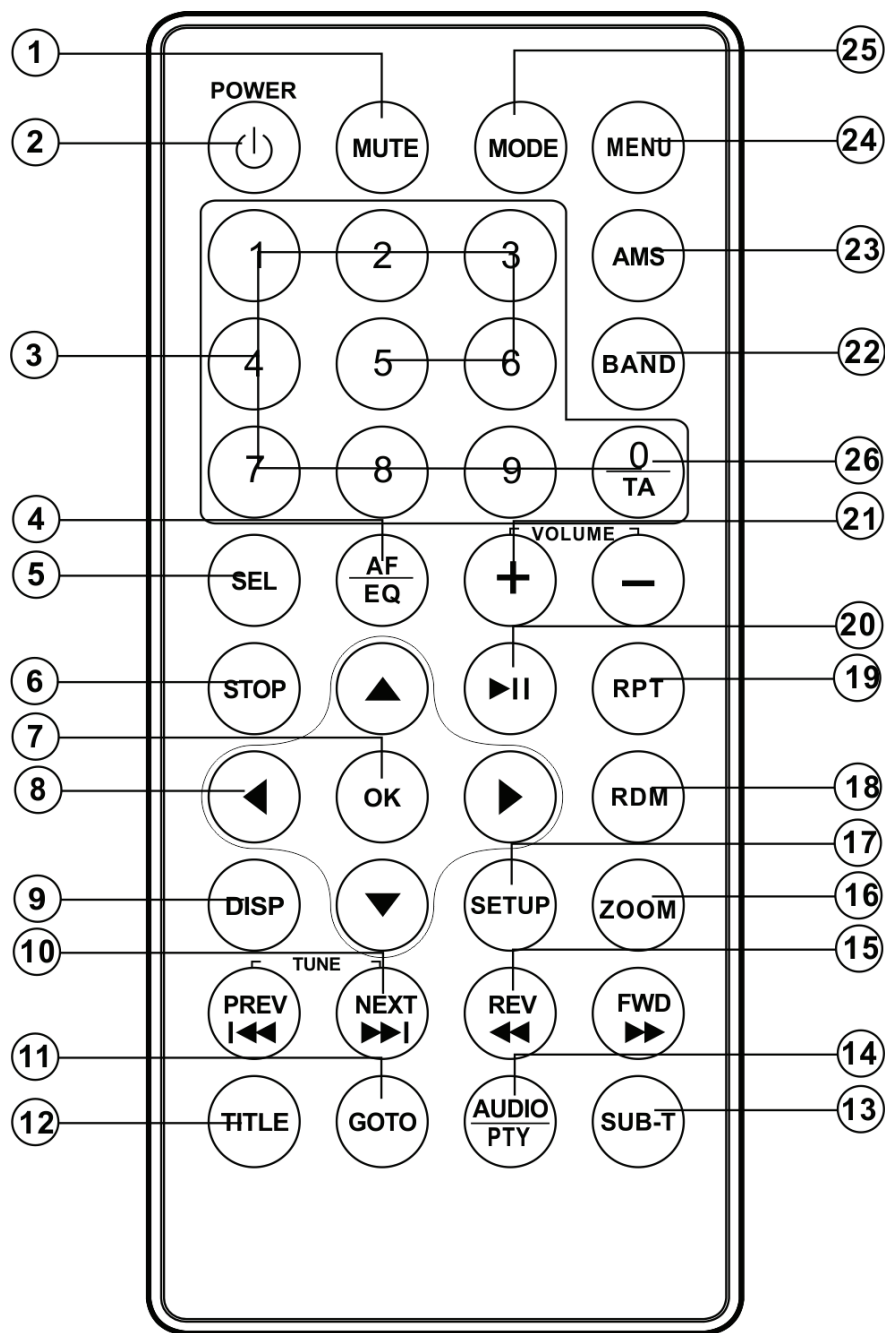 1
25
POWER
2
MUTE
MODE
MENU
24
1
2
3
AMS
23
3
4
5
6
BAND
22
7
8
9
0
TA
26
4
21
VOLUME
5
SEL
AF
EQ
+
−
20
6
STOP
RPT
19
7
8
OK
RDM
18
17
9
DISP
SETUP
ZOOM
16
10
TUNE
15
PREV
NEXT
REV
FWD
11
14
12
TITLE
GOTO
AUDIO
PTY
SUB-T
13